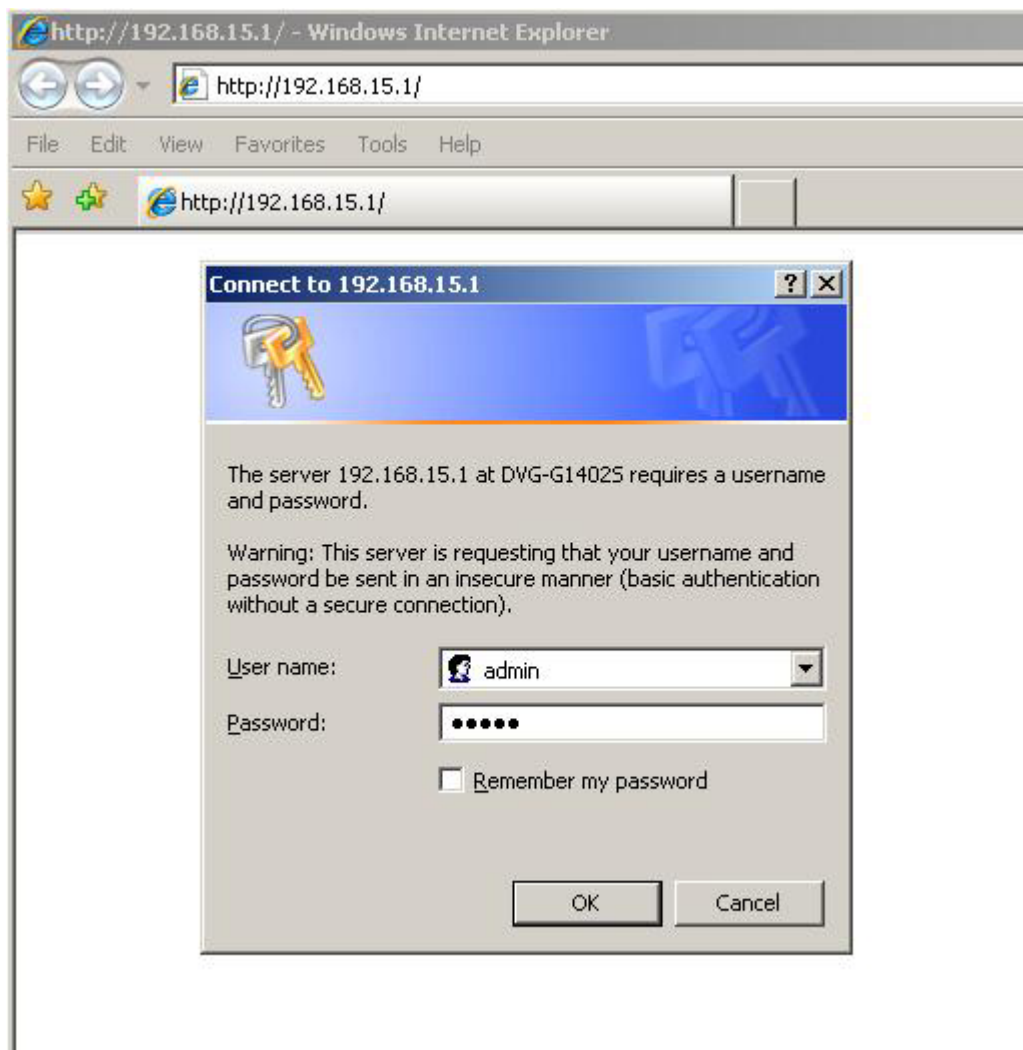 http://192.168.15.1/ - Windows Internet Explorer
http://192.168.15.1/
File Edit View Favorites Tools Help
http://192.168.15.1/
Connect to 192.168.15.1
The server 192.168.15.1 at DVG-G1402S requires a username
and password.
Warning: This server is requesting that your username and
password be sent in an insecure manner (basic authentication
without a secure connection).
User name: admin
Password: •••••
Remember my password
OK Cancel